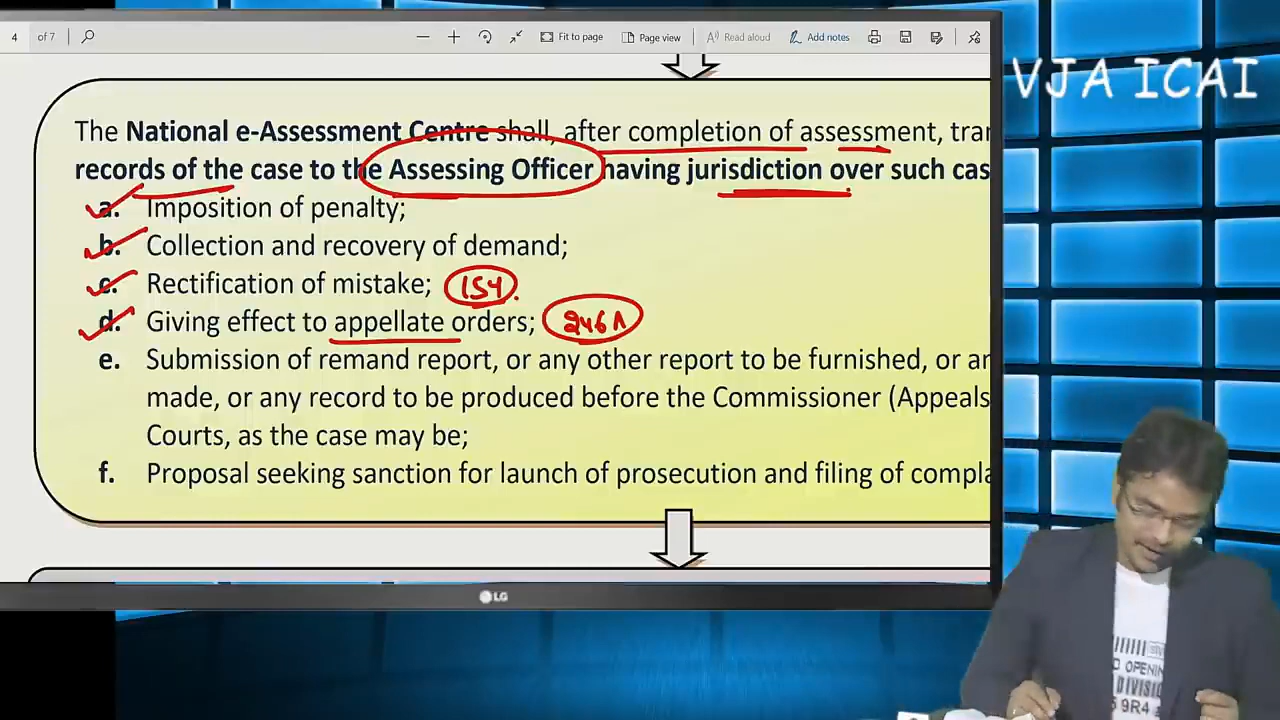 4 of 7 Fit to page Page view Read aloud Add notes
VJA ICAI
The National e-Assessment Centre shall, after completion of assessment, tran
records of the case to the Assessing Officer having jurisdiction over such cas
a. Imposition of penalty;
b. Collection and recovery of demand;
c. Rectification of mistake; 154
d. Giving effect to appellate orders; 246A
e. Submission of remand report, or any other report to be furnished, or an
made, or any record to be produced before the Commissioner (Appeals
Courts, as the case may be;
f. Proposal seeking sanction for launch of prosecution and filing of compla
LG
OPENIN
DIVISIO
5 9R4